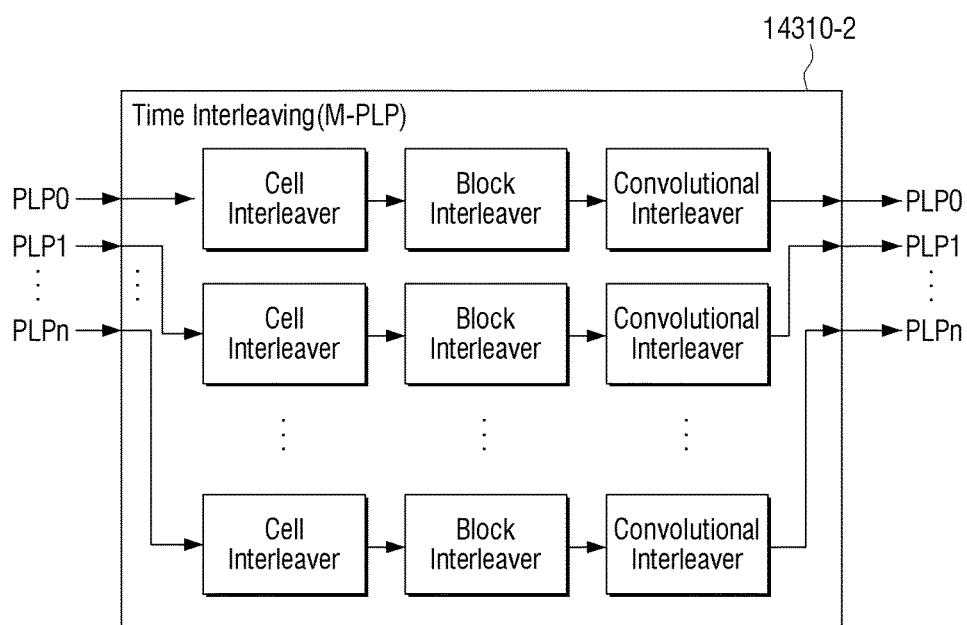 14310-2
Time Interleaving(M-PLP)
PLP0
Cell
Interleaver
Block
Interleaver
Convolutional
Interleaver
PLP0
PLP1
PLP1
PLPn
Cell
Interleaver
Block
Interleaver
Convolutional
Interleaver
PLPn
Cell
Interleaver
Block
Interleaver
Convolutional
Interleaver